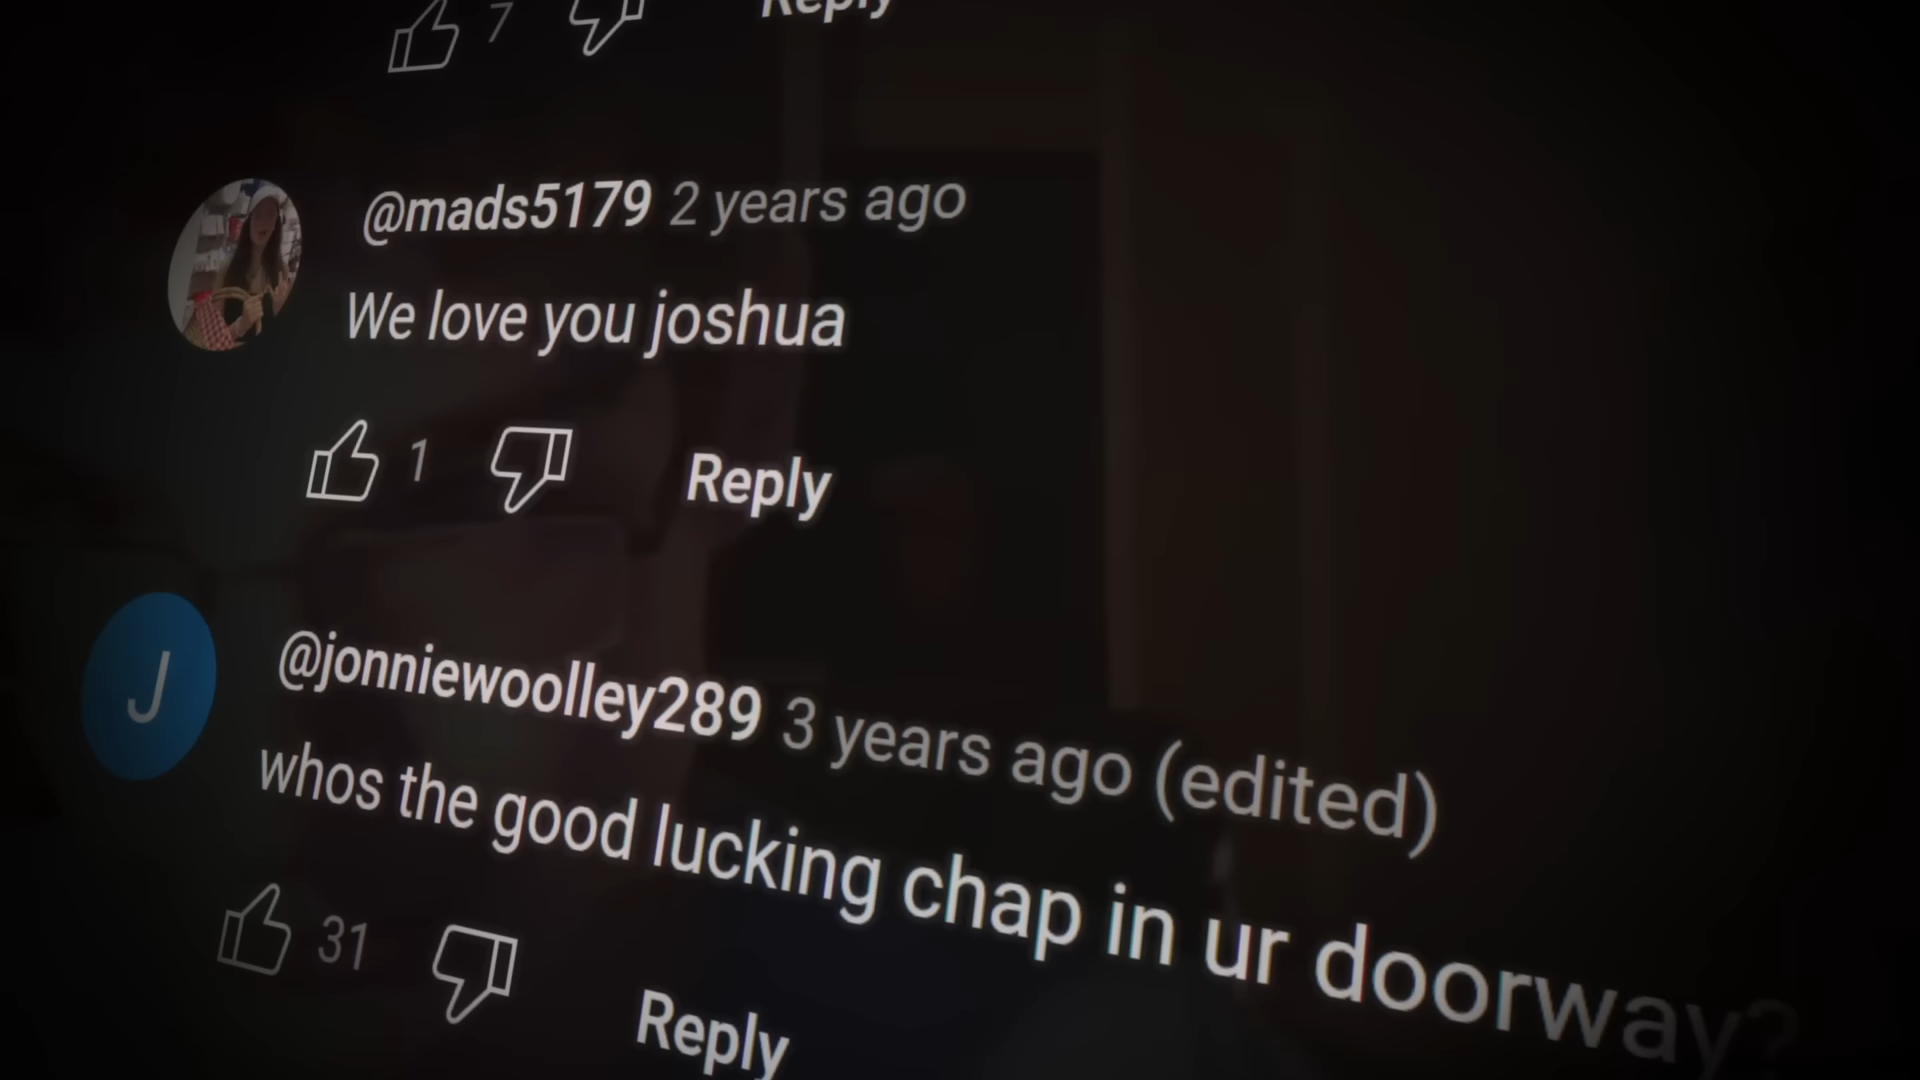 7 Reply
@mads5179 2 years ago
We love you joshua
1 Reply
J
@jonniewoolley289 3 years ago (edited)
whos the good lucking chap in ur doorway?
31 Reply